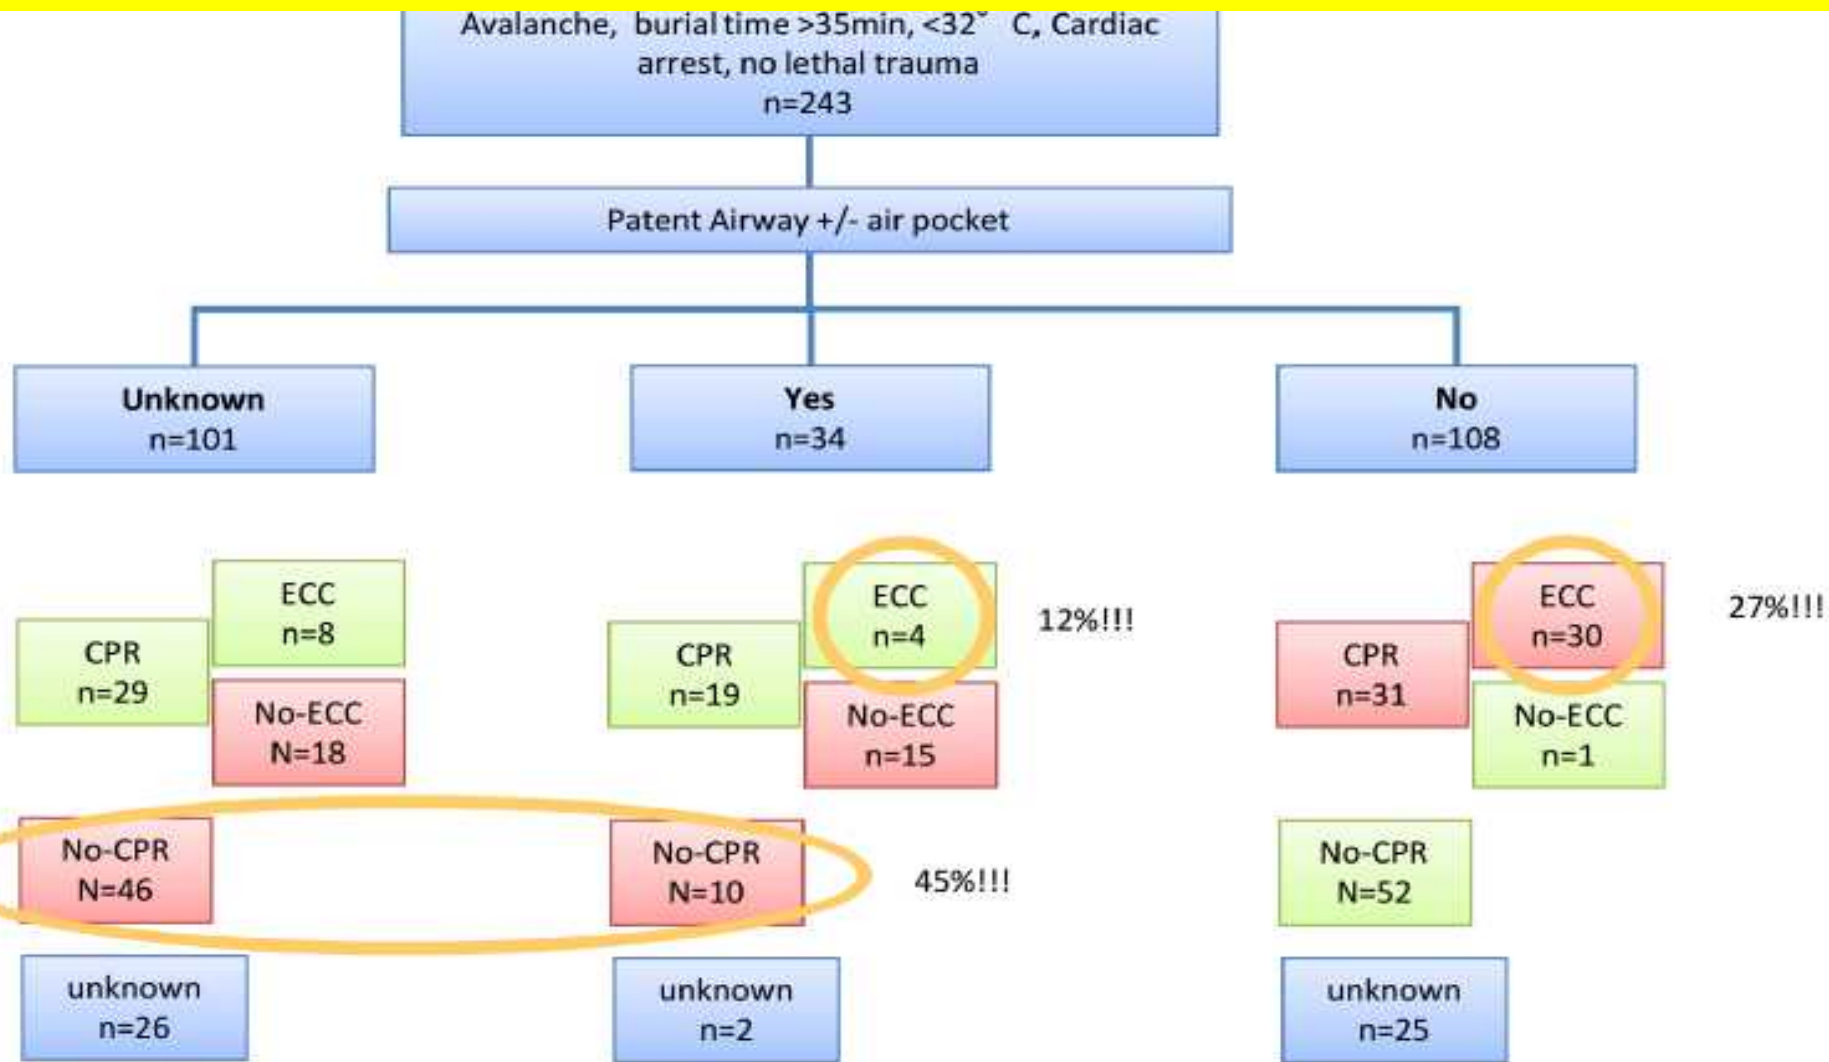 Avalanche, burial time >35min, <32° C, Cardiac
arrest, no lethal trauma
n=243
Patent Airway +/- air pocket
Unknown
n=101
Yes
n=34
No
n=108
CPR
n=29
ECC
n=8
No-ECC
N=18
CPR
n=19
ECC
n=4
No-ECC
n=15
12%!!!
CPR
n=31
ECC
n=30
No-ECC
n=1
27%!!!
No-CPR
N=46
No-CPR
N=10
45%!!!
No-CPR
N=52
unknown
n=26
unknown
n=2
unknown
n=25